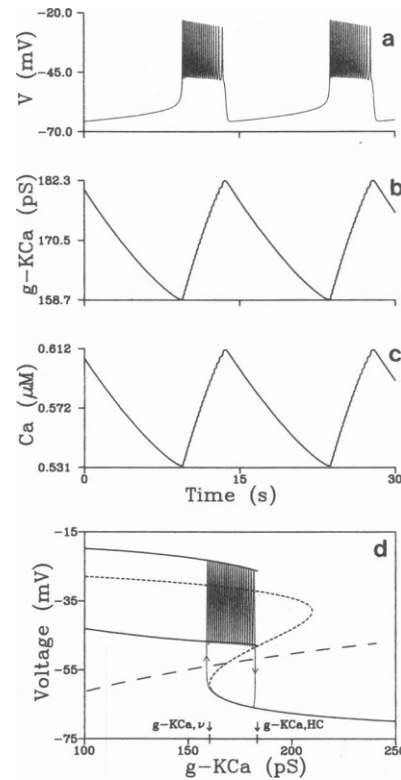 -20.0
a
V (mV)
-45.0
-70.0
182.3
b
g-KCa (pS)
170.5
158.7
0.612
c
Ca (μM)
0.572
0.531
0
15
30
Time (s)
-15
d
-35
Voltage (mV)
-55
-75
g-KCa,ν
g-KCa,HC
100
150
200
250
g-KCa (pS)